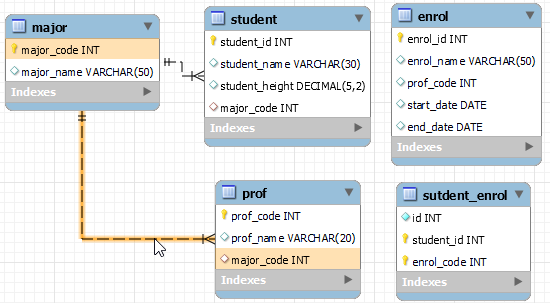 major
major_code INT
major_name VARCHAR(50)
Indexes
student
student_id INT
student_name VARCHAR(30)
student_height DECIMAL(5,2)
major_code INT
Indexes
enrol
enrol_id INT
enrol_name VARCHAR(50)
prof_code INT
start_date DATE
end_date DATE
Indexes
prof
prof_code INT
prof_name VARCHAR(20)
major_code INT
Indexes
sutdent_enrol
id INT
student_id INT
enrol_code INT
Indexes